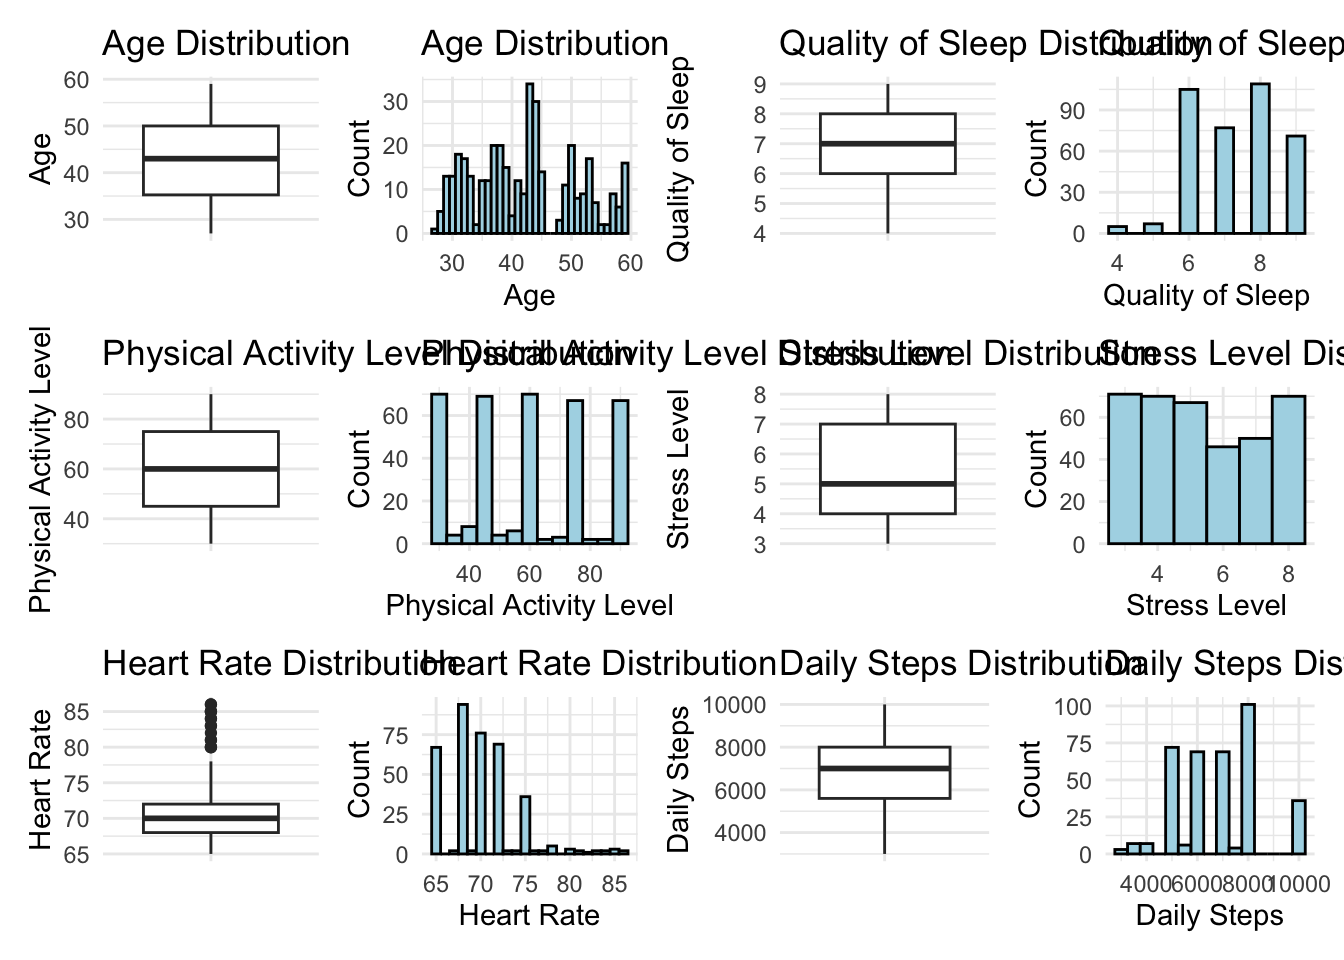 Age Distribution
Age
60
50
40
30
Age Distribution
Count
30
20
10
0
30 40 50 60
Age
Quality of Sleep Distribution
Quality of Sleep
9
8
7
6
5
4
Quality of Sleep
Count
90
60
30
0
4 6 8
Quality of Sleep
Physical Activity Level Distribution
Physical Activity Level
80
60
40
Physical Activity Level Distribution
Count
60
40
20
0
40 60 80
Physical Activity Level
Stress Level Distribution
Stress Level
8
7
6
5
4
3
Stress Level Dis
Count
60
40
20
0
4 6 8
Stress Level
Heart Rate Distribution
Heart Rate
85
80
75
70
65
Heart Rate Distribution
Count
75
50
25
0
65 70 75 80 85
Heart Rate
Daily Steps Distribution
Daily Steps
10000
8000
6000
4000
Daily Steps Dis
Count
100
75
50
25
0
4000 6000 8000 10000
Daily Steps